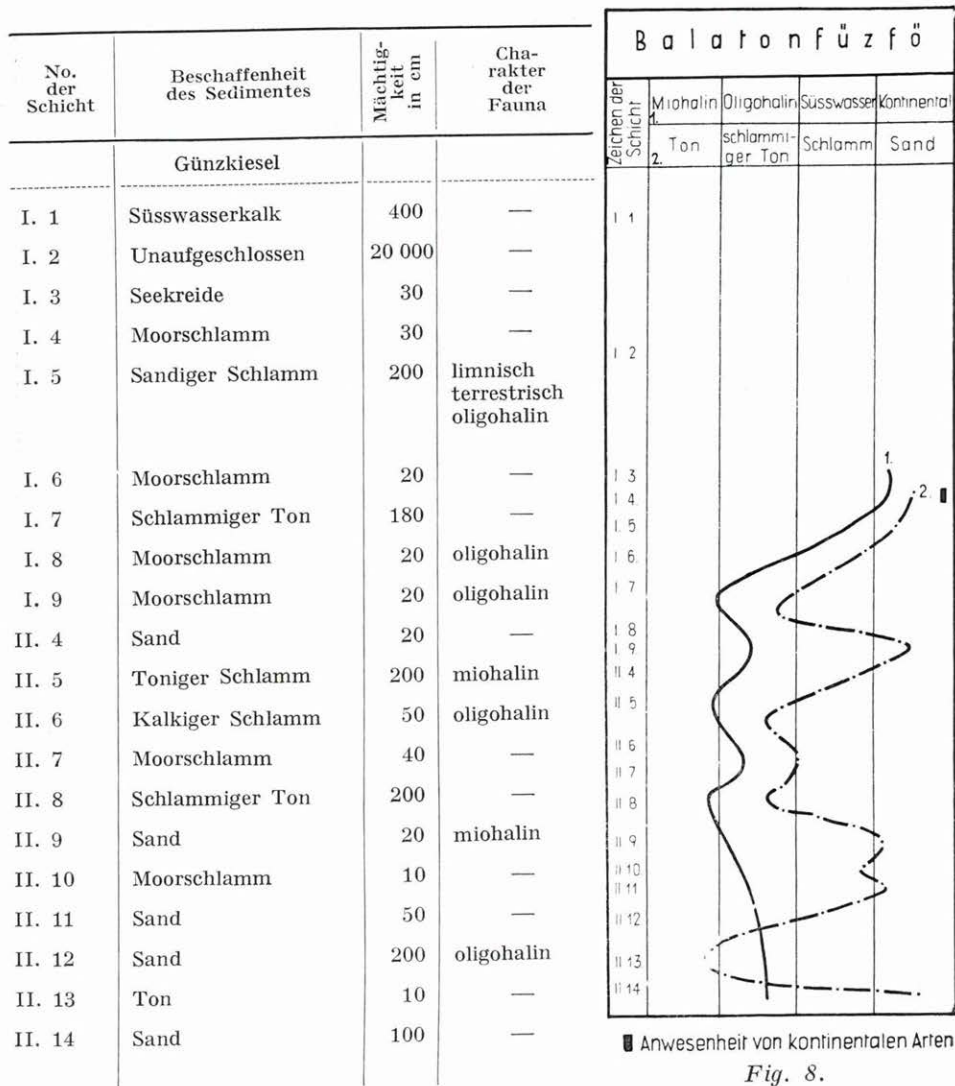 No. der Schicht | Beschaffenheit des Sedimentes | Mächtig-keit in cm | Cha-rakter der Fauna
Günzkiesel
I. 1 Süsswasserkalk 400 —
I. 2 Unaufgeschlossen 20 000 —
I. 3 Seekreide 30 —
I. 4 Moorschlamm 30 —
I. 5 Sandiger Schlamm 200 limnisch
terrestrisch
oligohalin
I. 6 Moorschlamm 20 —
I. 7 Schlammiger Ton 180 —
I. 8 Moorschlamm 20 oligohalin
I. 9 Moorschlamm 20 oligohalin
II. 4 Sand 20 —
II. 5 Toniger Schlamm 200 miohalin
II. 6 Kalkiger Schlamm 50 oligohalin
II. 7 Moorschlamm 40 —
II. 8 Schlammiger Ton 200 —
II. 9 Sand 20 miohalin
II. 10 Moorschlamm 10 —
II. 11 Sand 50 —
II. 12 Sand 200 oligohalin
II. 13 Ton 10 —
II. 14 Sand 100 —
Balatonfűzfő
Zeichen der Schicht
1. Miohalin Oligohalin Süsswasser Kontinental
2. Ton schlammi-ger Ton Schlamm Sand
I 1
I 2
I 3
I 4
I 5
I 6
I 7
I 8
I 9
II 4
II 5
II 6
II 7
II 8
II 9
II 10
II 11
II 12
II 13
II 14
1.
2.
Anwesenheit von kontinentalen Arten
Fig. 8.